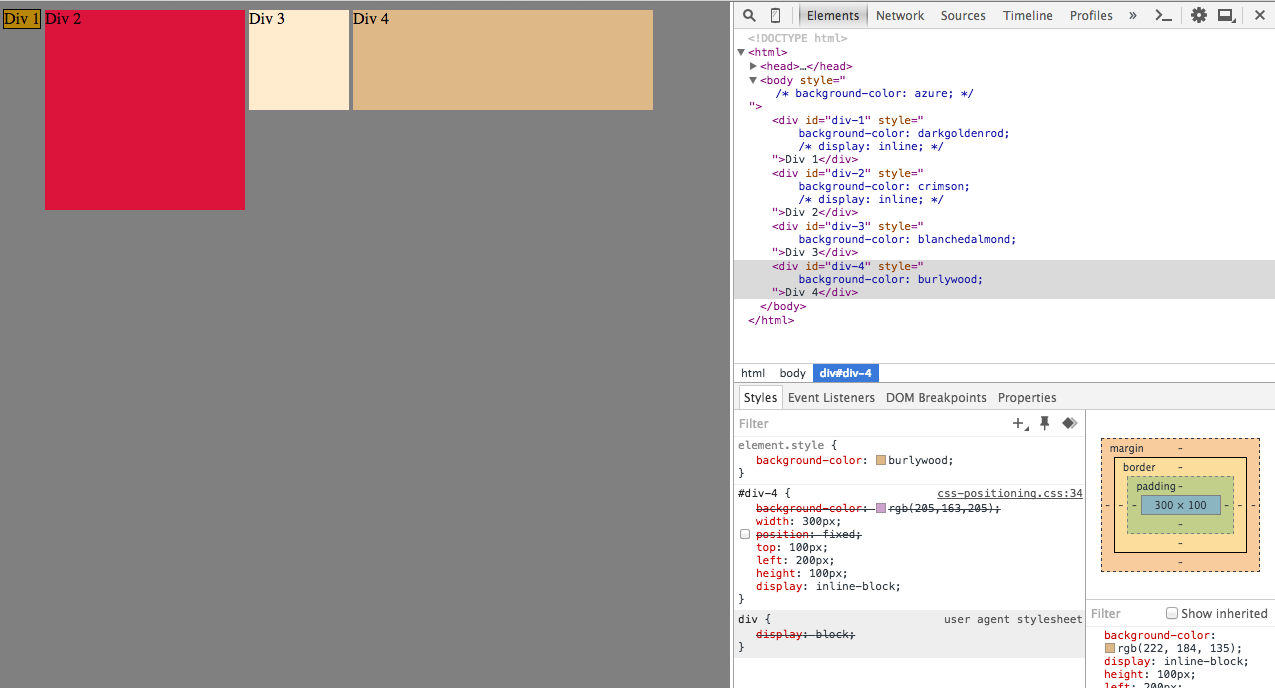 Div 1 Div 2 Div 3 Div 4
Elements Network Sources Timeline Profiles »
<!DOCTYPE html>
▼<html>
▶<head>…</head>
▼<body style="
/* background-color: azure; */
">
<div id="div-1" style="
background-color: darkgoldenrod;
/* display: inline; */
">Div 1</div>
<div id="div-2" style="
background-color: crimson;
/* display: inline; */
">Div 2</div>
<div id="div-3" style="
background-color: blanchedalmond;
">Div 3</div>
<div id="div-4" style="
background-color: burlywood;
">Div 4</div>
</body>
</html>
html body div#div-4
Styles Event Listeners DOM Breakpoints Properties
Filter
element.style {
background-color: burlywood;
}
#div-4 { css-positioning.css:34
background-color: rgb(205,163,205);
width: 300px;
position: fixed;
top: 100px;
left: 200px;
height: 100px;
display: inline-block;
}
div { user agent stylesheet
display: block;
}
margin -
border -
padding -
- - - 300 × 100 - - -
-
-
-
Filter Show inherited
background-color:
rgb(222, 184, 135);
display: inline-block;
height: 100px;
left: 200px;